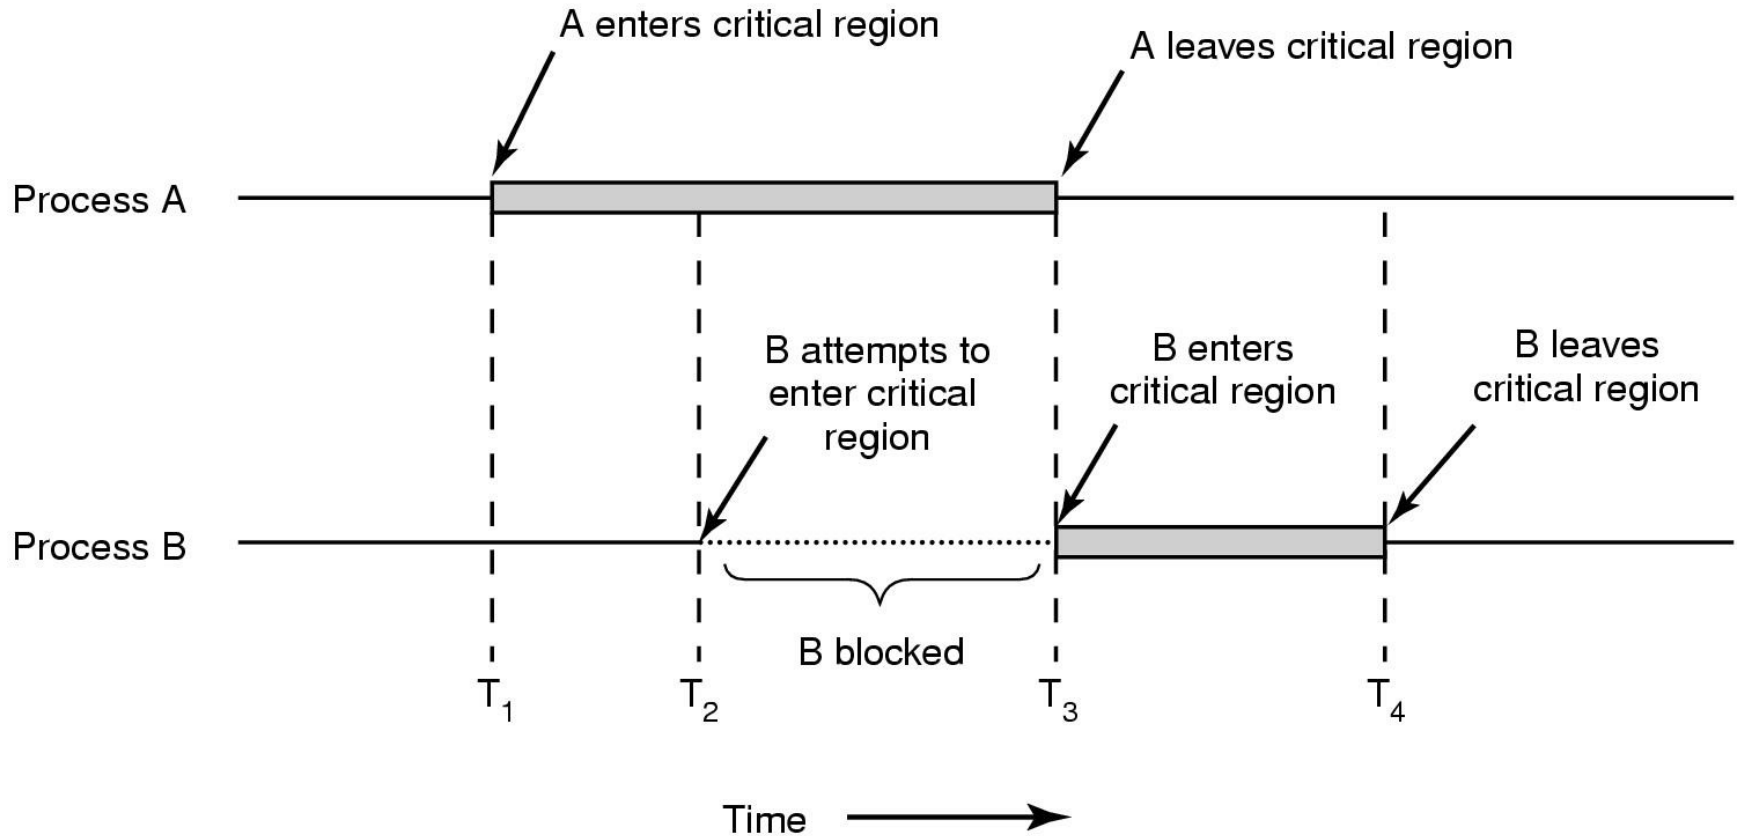 A enters critical region
A leaves critical region
Process A
B attempts to
enter critical
region
B enters
critical region
B leaves
critical region
Process B
B blocked
T1
T2
T3
T4
Time